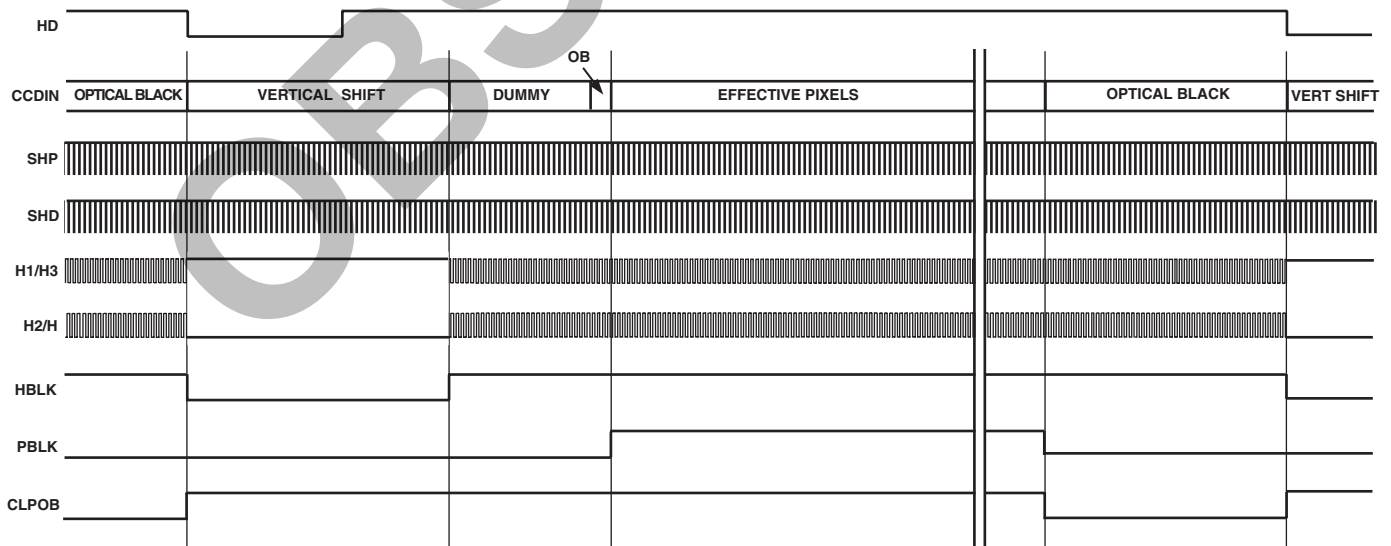 HD
OB
CCDIN OPTICAL BLACK VERTICAL SHIFT DUMMY EFFECTIVE PIXELS OPTICAL BLACK VERT SHIFT
SHP
SHD
H1/H3
H2/H
HBLK
PBLK
CLPOB